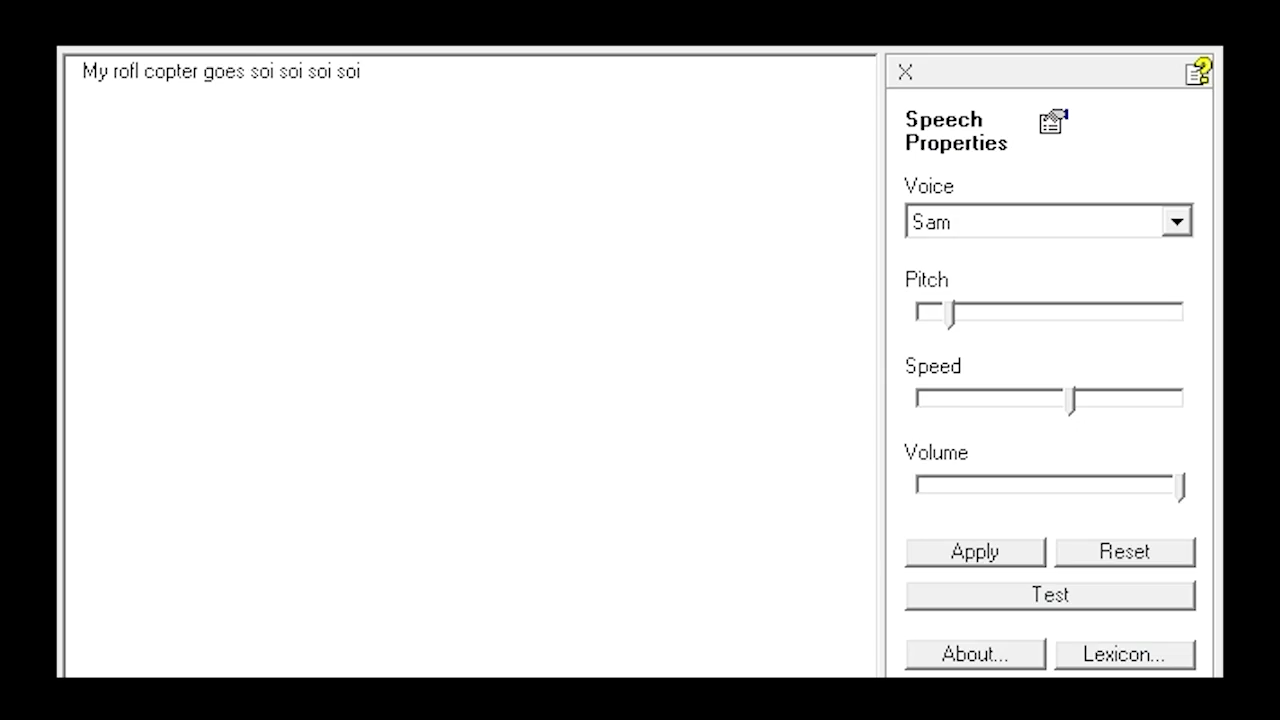 My rofl copter goes soi soi soi soi
X
Speech
Properties
Voice
Sam
Pitch
Speed
Volume
Apply Reset
Test
About... Lexicon...